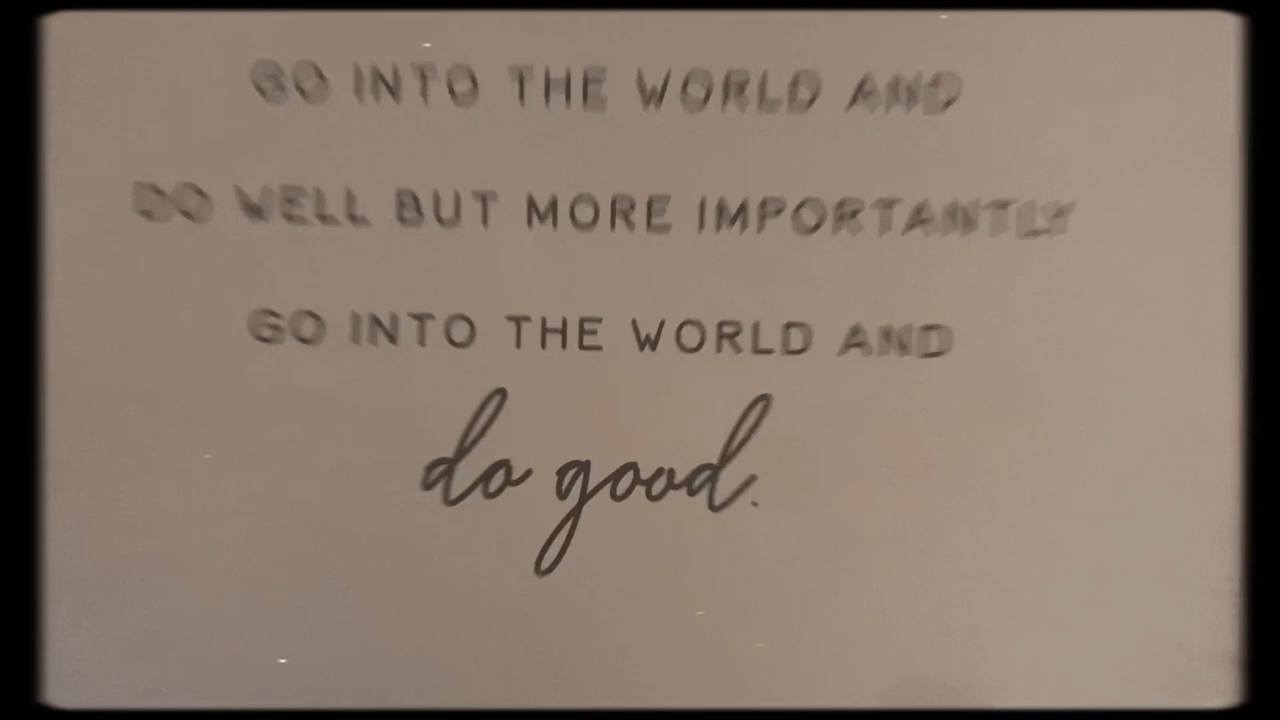 GO INTO THE WORLD AND
DO WELL BUT MORE IMPORTANTLY
GO INTO THE WORLD AND
do good.